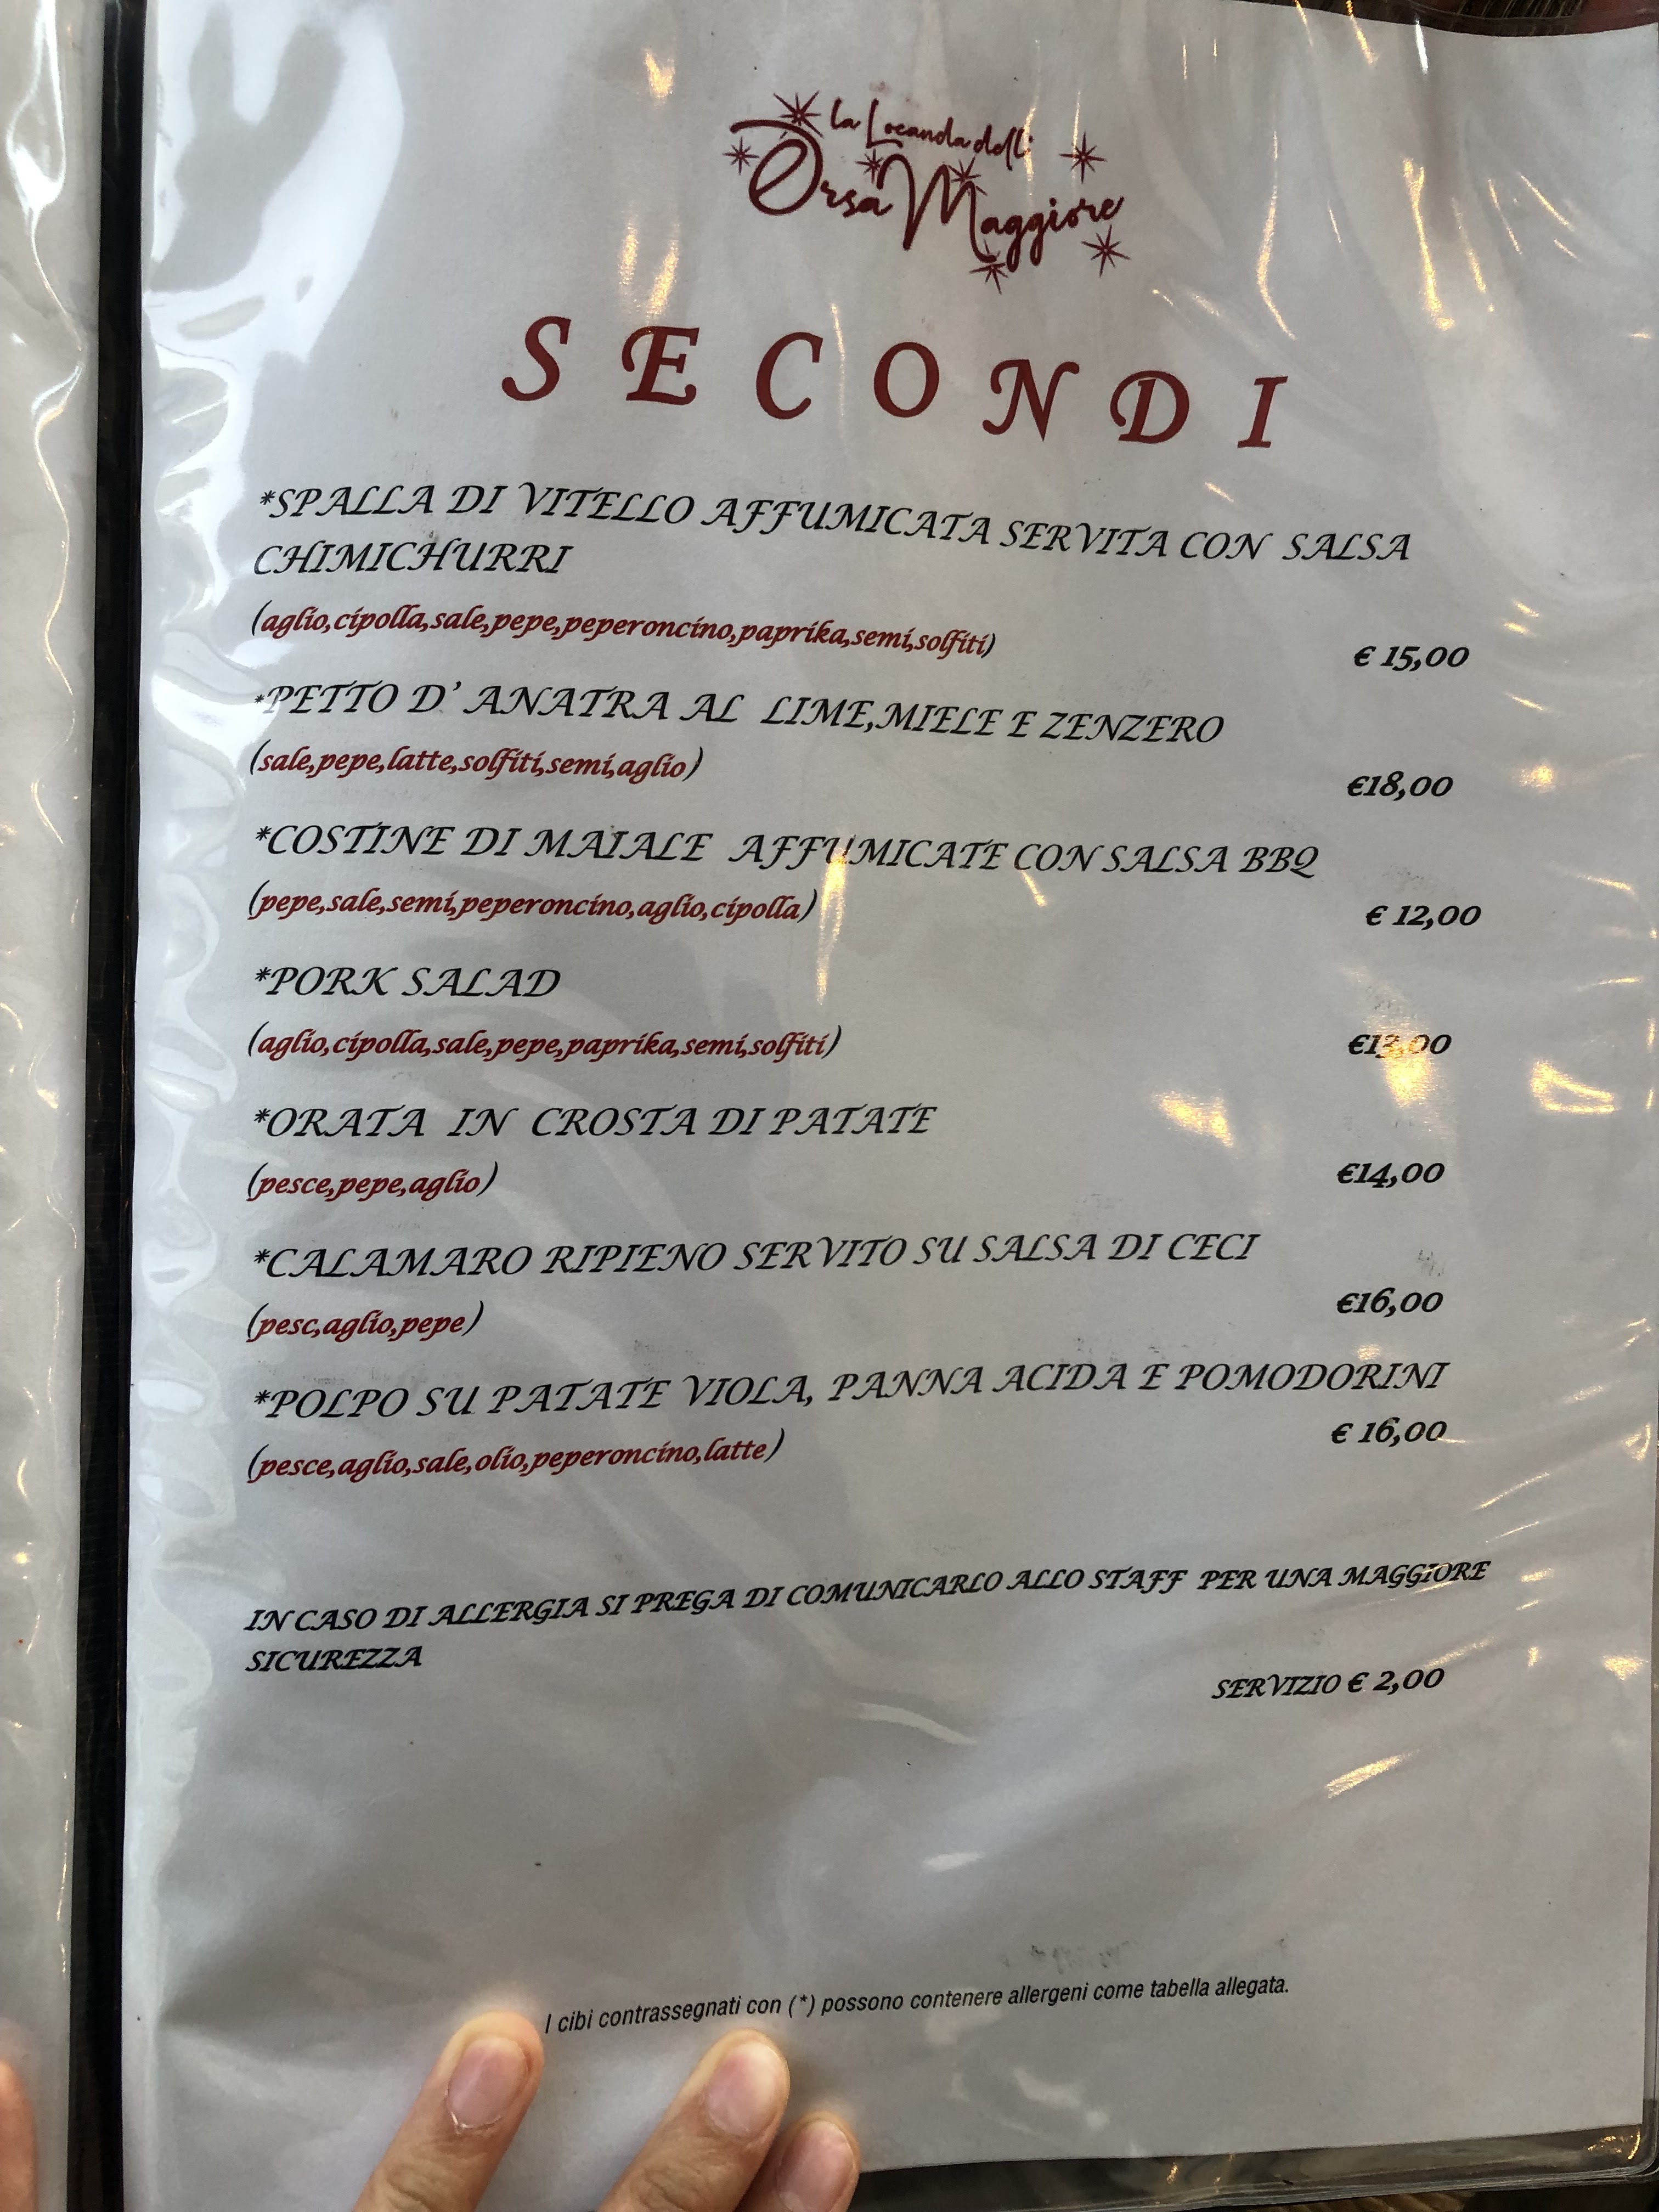 la Locanda dell'
Orsa Maggiore
SECONDI
*SPALLA DI VITELLO AFFUMICATA SERVITA CON SALSA
CHIMICHURRI
(aglio,cipolla,sale,pepe,peperoncino,paprika,semi,solfiti)
€ 15,00
*PETTO D' ANATRA AL LIME,MIELE E ZENZERO
(sale,pepe,latte,solfiti,semi,aglio)
€18,00
*COSTINE DI MAIALE AFFUMICATE CON SALSA BBQ
(pepe,sale,semi,peperoncino,aglio,cipolla)
€ 12,00
*PORK SALAD
(aglio,cipolla,sale,pepe,paprika,semi,solfiti)
€13,00
*ORATA IN CROSTA DI PATATE
(pesce,pepe,aglio)
€14,00
*CALAMARO RIPIENO SERVITO SU SALSA DI CECI
(pesc,aglio,pepe)
€16,00
*POLPO SU PATATE VIOLA, PANNA ACIDA E POMODORINI
(pesce,aglio,sale,olio,peperoncino,latte)
€ 16,00
IN CASO DI ALLERGIA SI PREGA DI COMUNICARLO ALLO STAFF PER UNA MAGGIORE
SICUREZZA
SERVIZIO € 2,00
I cibi contrassegnati con (*) possono contenere allergeni come tabella allegata.